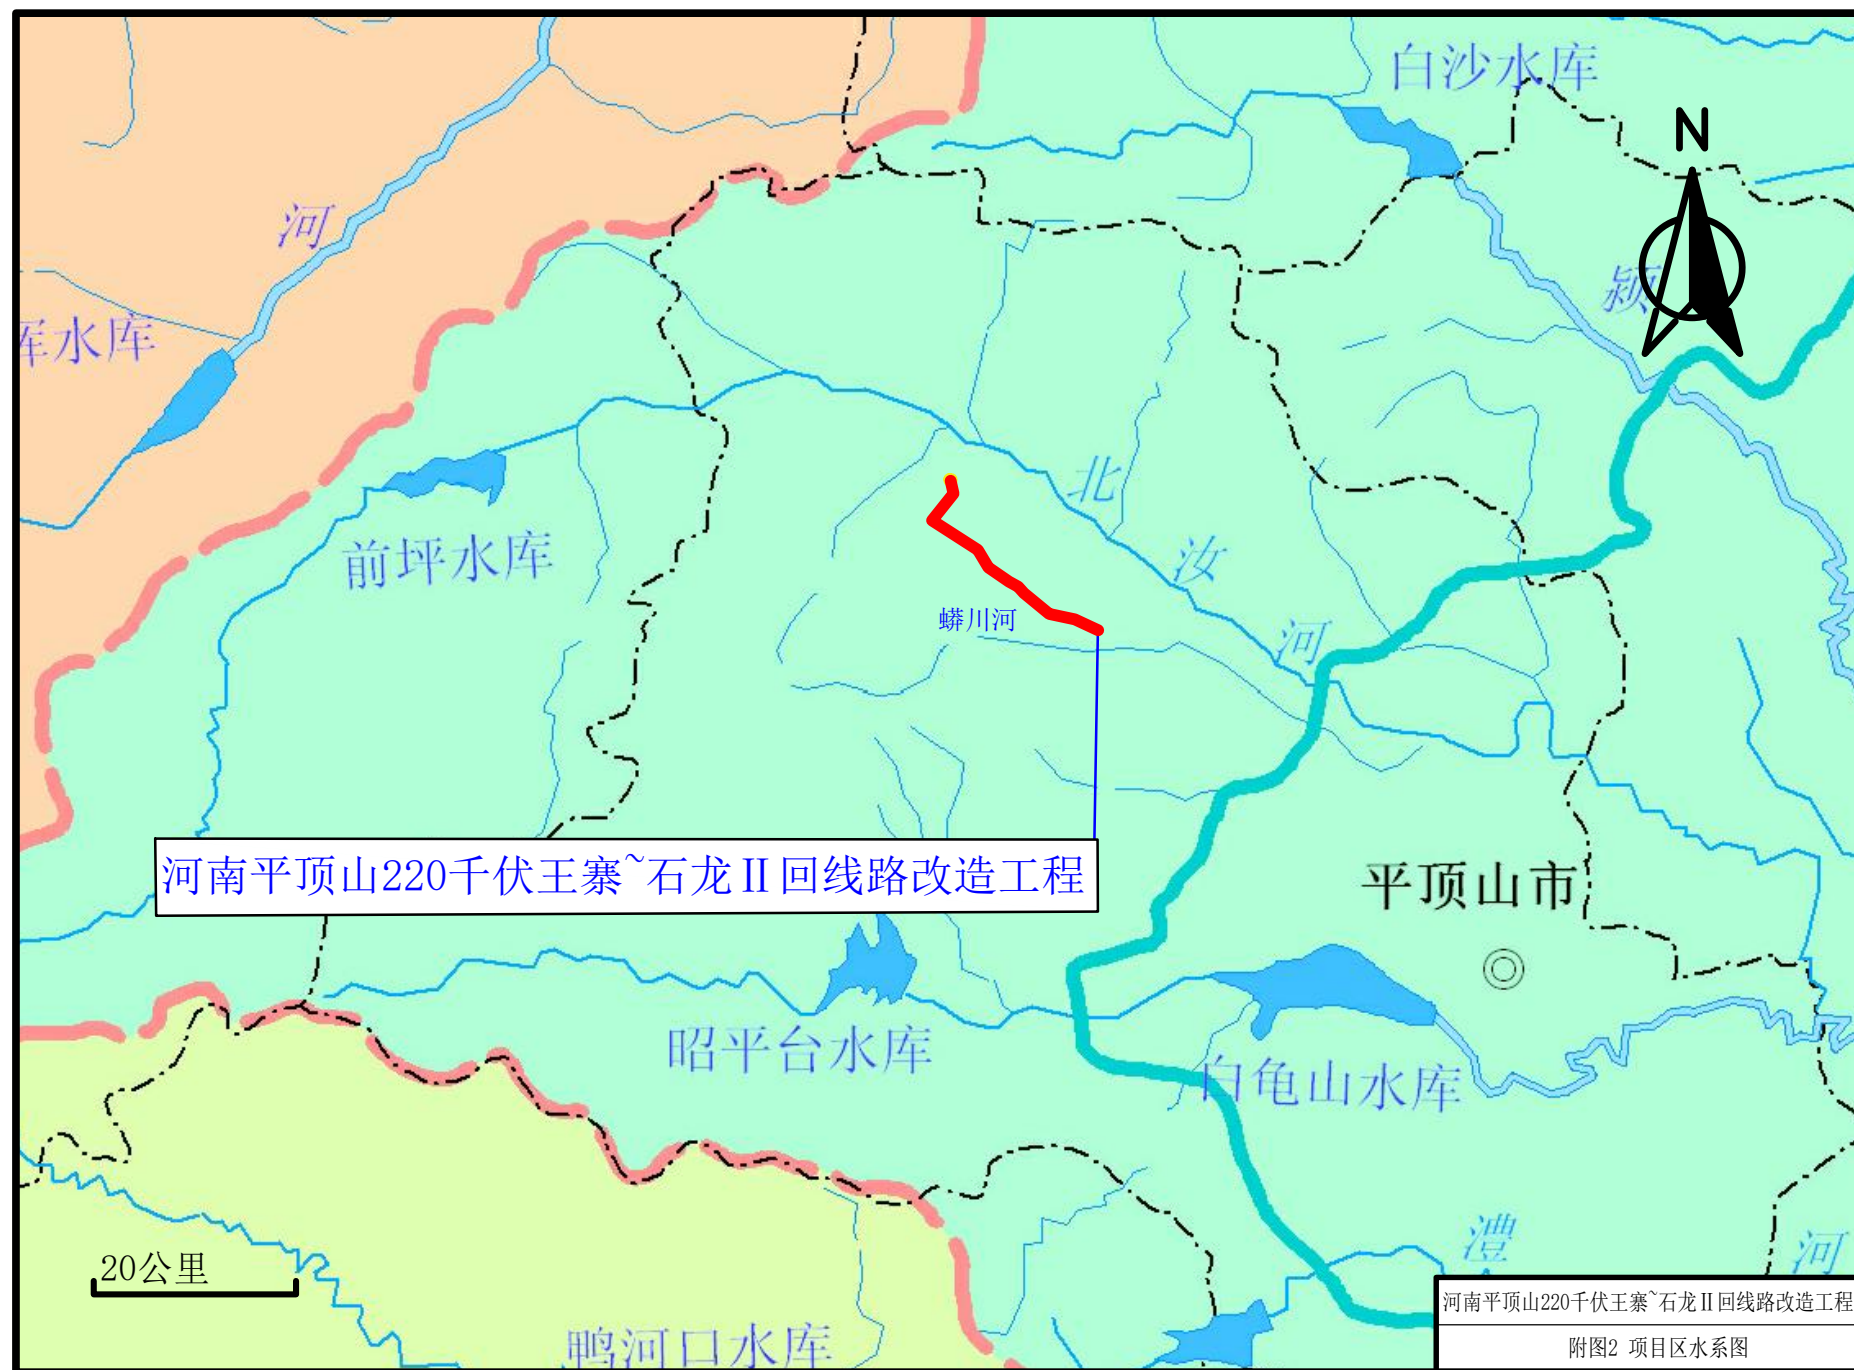 白沙水库
N
河
颍
库水库
北
前坪水库
汝
蟒川河
河
河南平顶山220千伏王寨~石龙Ⅱ回线路改造工程
平顶山市
昭平台水库
白龟山水库
澧
河
20公里
鸭河口水库
河南平顶山220千伏王寨~石龙Ⅱ回线路改造工程
附图2 项目区水系图